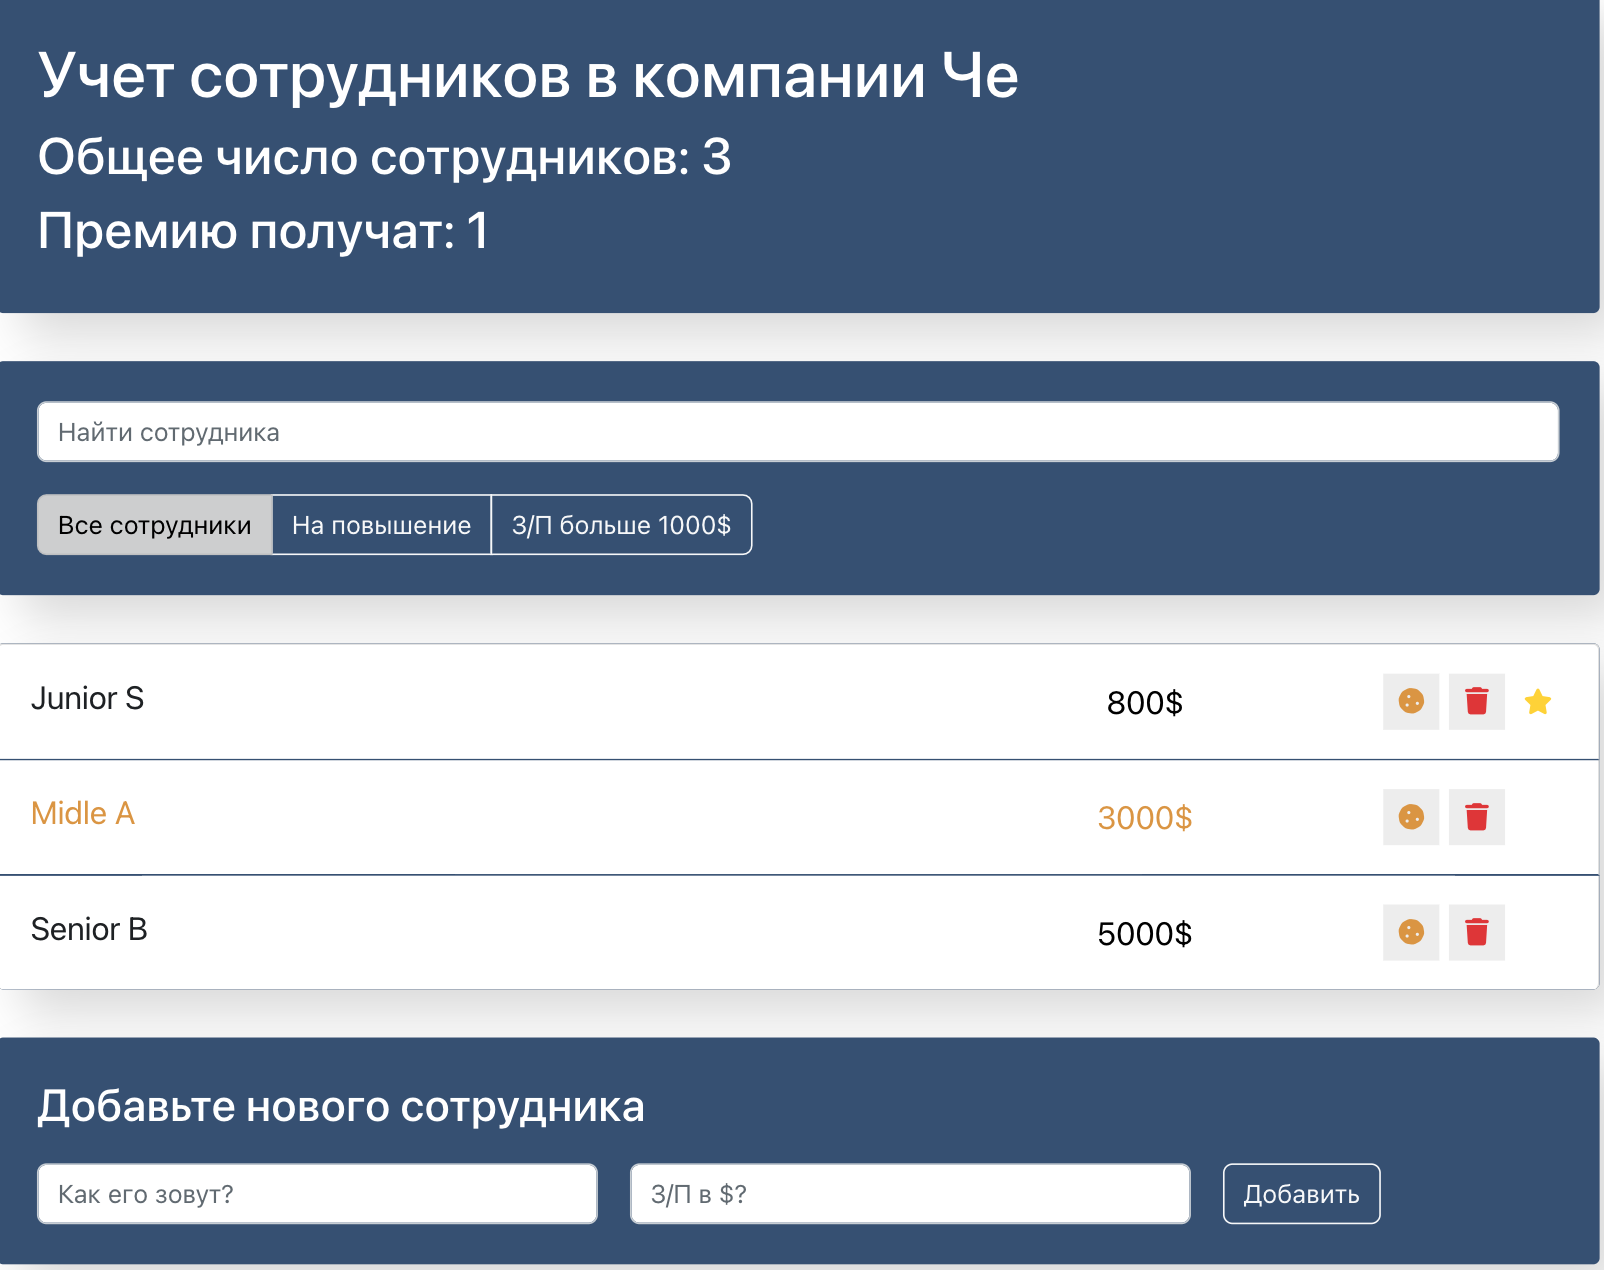 Учет сотрудников в компании Че
Общее число сотрудников: 3
Премию получат: 1
Найти сотрудника
Все сотрудники На повышение З/П больше 1000$
Junior S 800$
Midle A 3000$
Senior B 5000$
Добавьте нового сотрудника
Как его зовут? З/П в $? Добавить